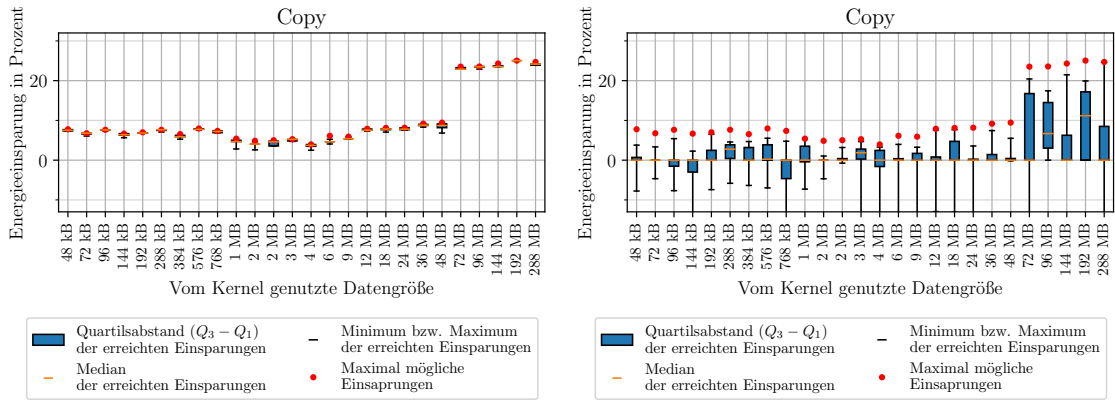 Copy
Energieeinsparung in Prozent
20
0
48 kB
72 kB
96 kB
144 kB
192 kB
288 kB
384 kB
576 kB
768 kB
1 MB
2 MB
2 MB
3 MB
3 MB
4 MB
6 MB
9 MB
12 MB
18 MB
24 MB
36 MB
48 MB
72 MB
96 MB
144 MB
192 MB
288 MB
Vom Kernel genutzte Datengröße
Quartilsabstand (Q₃ − Q₁)
der erreichten Einsparungen
Median
der erreichten Einsparungen
Minimum bzw. Maximum
der erreichten Einsparungen
Maximal mögliche
Einsaprungen
Copy
Energieeinsparung in Prozent
20
0
48 kB
72 kB
96 kB
144 kB
192 kB
288 kB
384 kB
576 kB
768 kB
1 MB
2 MB
2 MB
3 MB
3 MB
4 MB
6 MB
9 MB
12 MB
18 MB
24 MB
36 MB
48 MB
72 MB
96 MB
144 MB
192 MB
288 MB
Vom Kernel genutzte Datengröße
Quartilsabstand (Q₃ − Q₁)
der erreichten Einsparungen
Median
der erreichten Einsparungen
Minimum bzw. Maximum
der erreichten Einsparungen
Maximal mögliche
Einsaprungen